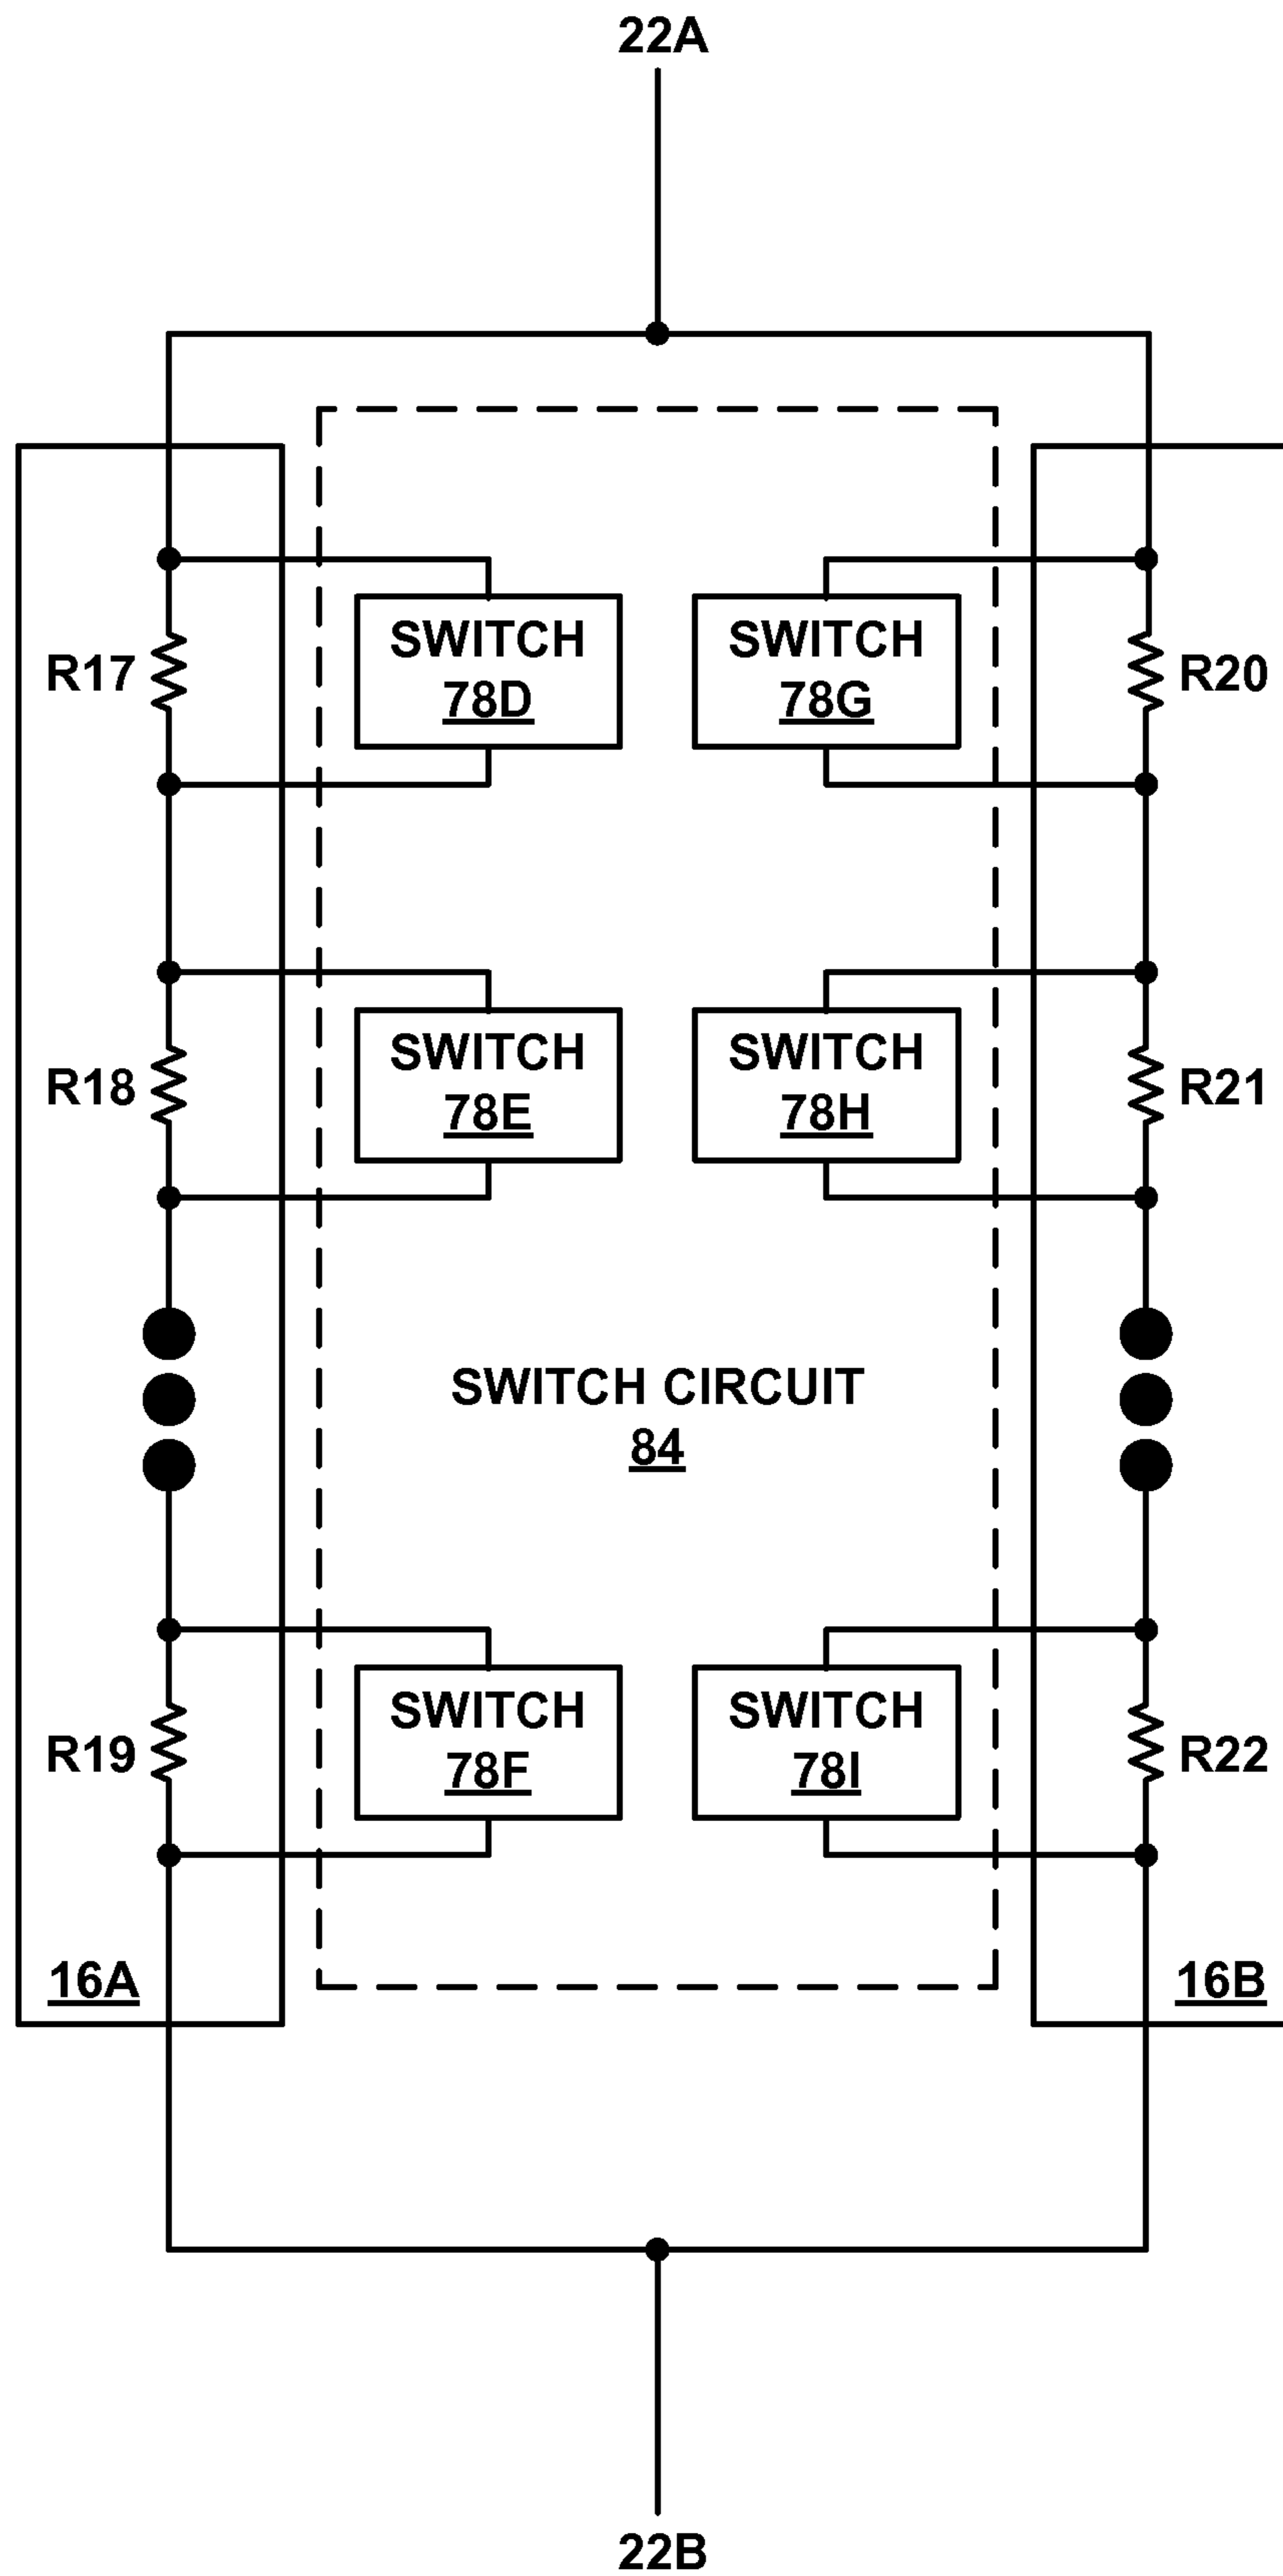 22A
SWITCH
78D
SWITCH
78G
R17
R20
SWITCH
78E
SWITCH
78H
R18
R21
SWITCH CIRCUIT
84
SWITCH
78F
SWITCH
78I
R19
R22
16A
16B
22B